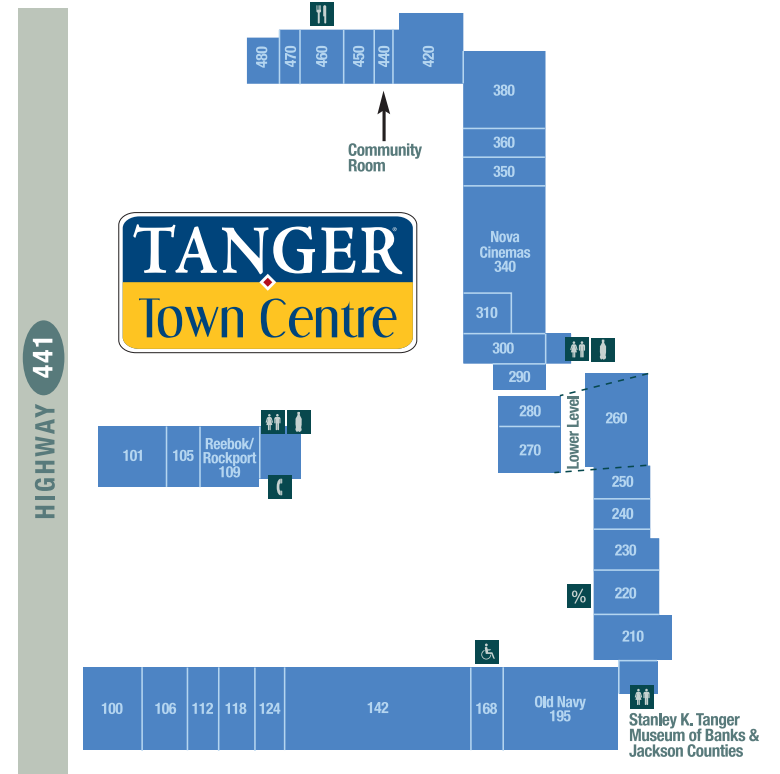 480
470
460
450
440
420
380
Community
Room
360
350
TANGER®
Town Centre
Nova
Cinemas
340
310
300
290
HIGHWAY 441
280
270
Lower Level
260
101
105
Reebok/
Rockport
109
250
240
230
%
220
210
100
106
112
118
124
142
168
Old Navy
195
Stanley K. Tanger
Museum of Banks &
Jackson Counties